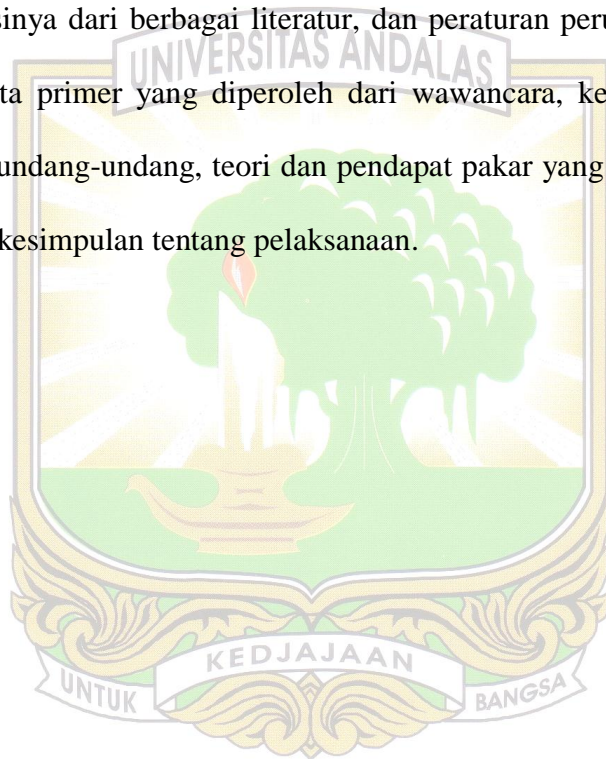 sinya dari berbagai literatur, dan peraturan peru
UNIVERSITAS ANDALAS
ta primer yang diperoleh dari wawancara, ke
undang-undang, teori dan pendapat pakar yang
kesimpulan tentang pelaksanaan.
UNTUK KEDJAJAAN BANGSA